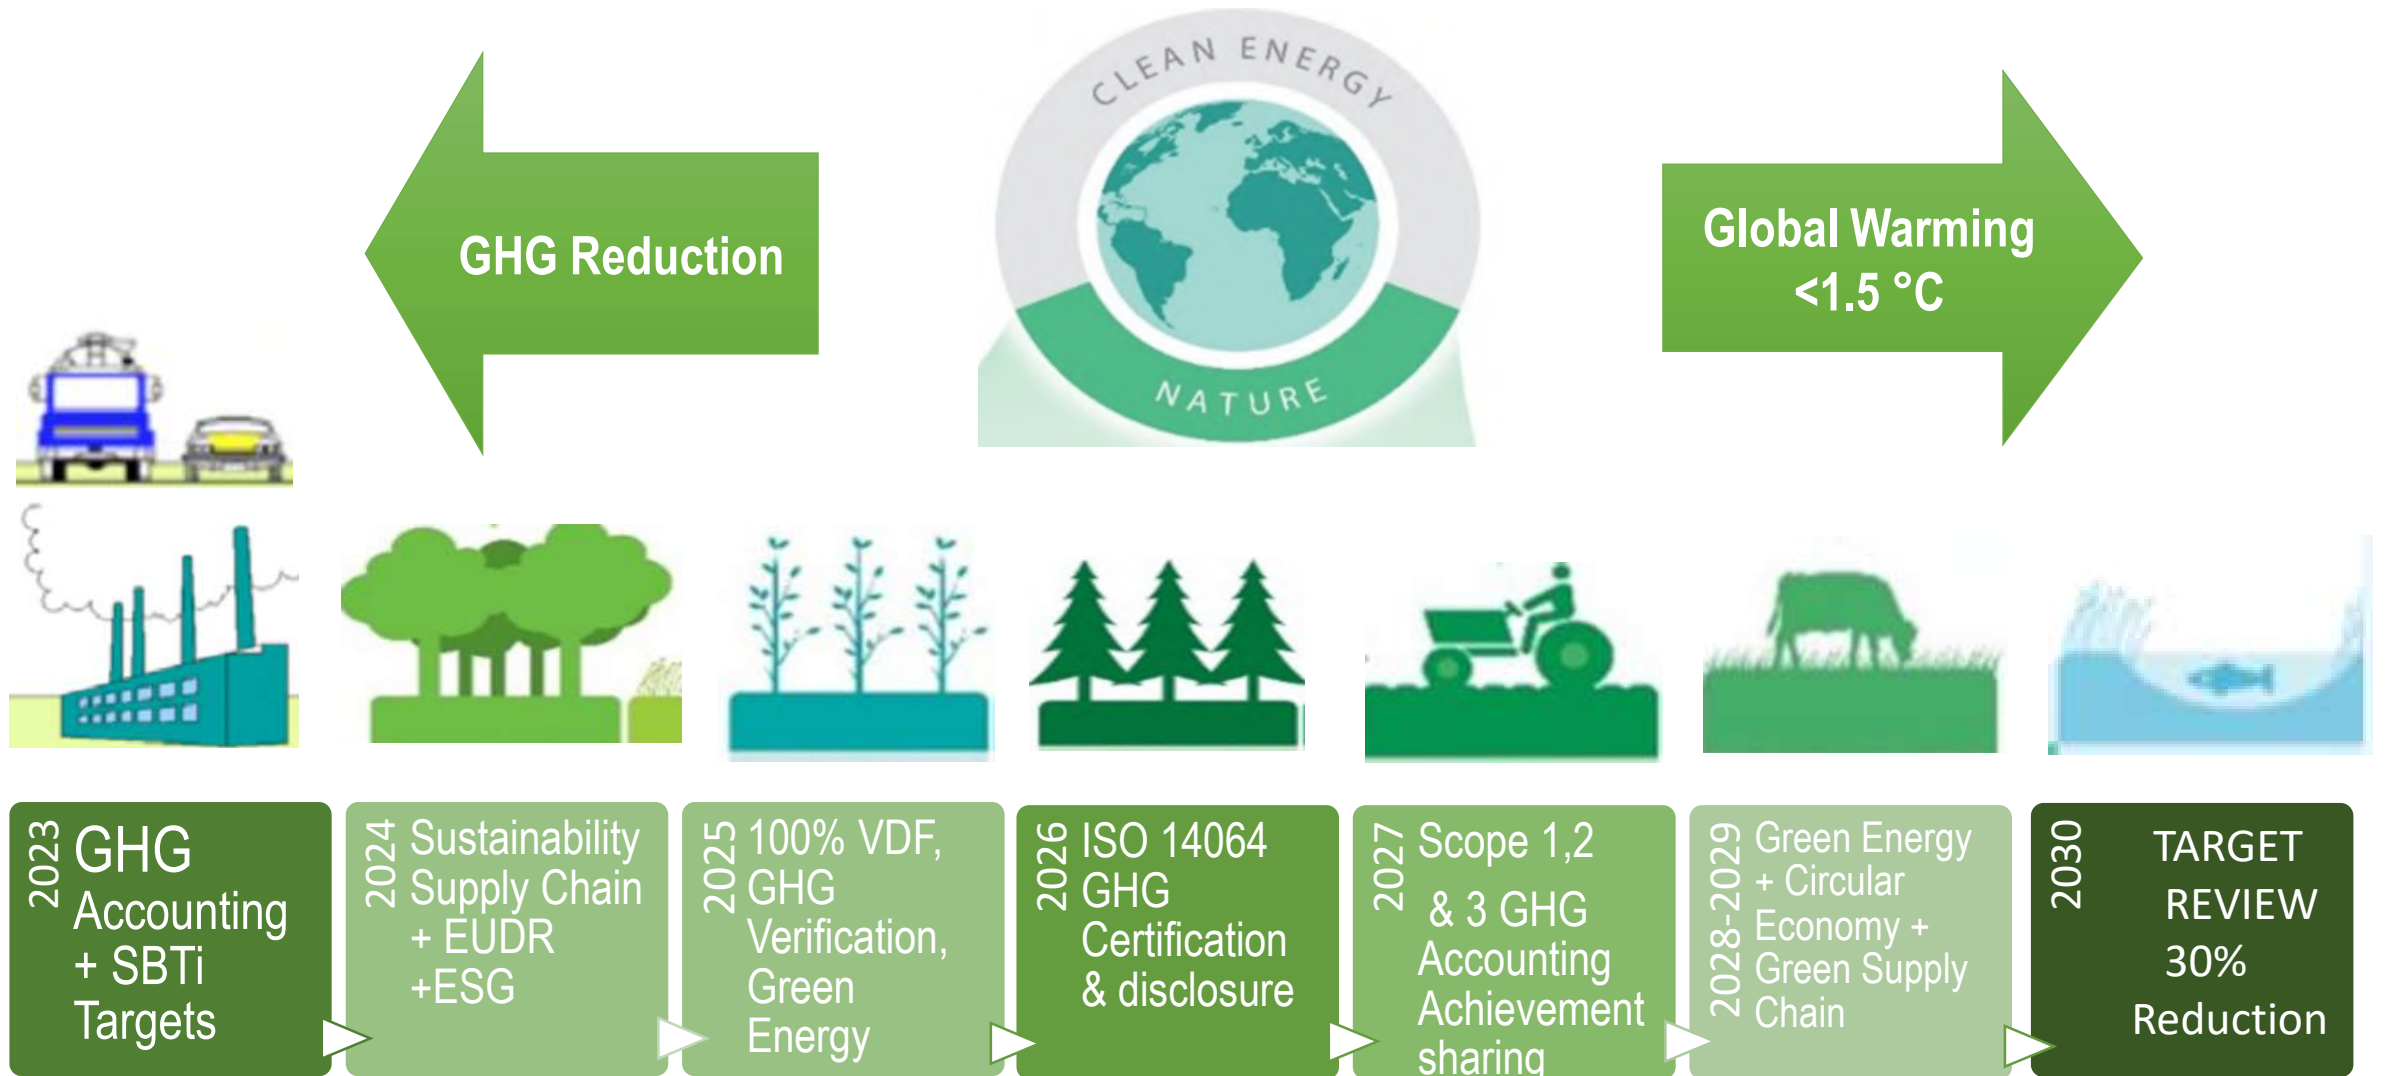 CLEAN ENERGY
NATURE
GHG Reduction
Global Warming
<1.5 °C
2023
GHG
Accounting
+ SBTi
Targets
2024
Sustainability
Supply Chain
+ EUDR
+ESG
2025
100% VDF,
GHG
Verification,
Green
Energy
2026
ISO 14064
GHG
Certification
& disclosure
2027
Scope 1,2
& 3 GHG
Accounting
Achievement
sharing
2028-2029
Green Energy
+ Circular
Economy +
Green Supply
Chain
2030
TARGET
REVIEW
30%
Reduction